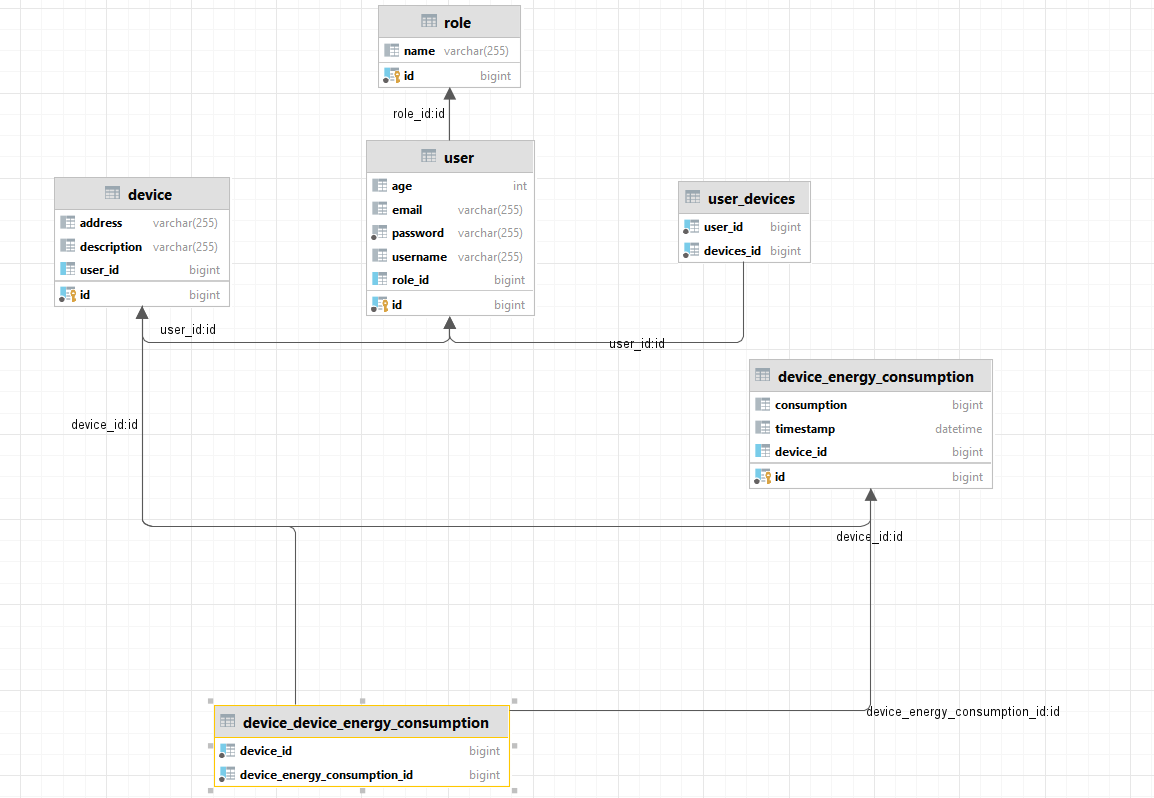 role
name varchar(255)
id bigint
role_id:id
user
age int
email varchar(255)
password varchar(255)
username varchar(255)
role_id bigint
id bigint
device
address varchar(255)
description varchar(255)
user_id bigint
id bigint
user_devices
user_id bigint
devices_id bigint
user_id:id
user_id:id
device_energy_consumption
consumption bigint
timestamp datetime
device_id bigint
id bigint
device_id:id
device_id:id
device_energy_consumption_id:id
device_device_energy_consumption
device_id bigint
device_energy_consumption_id bigint